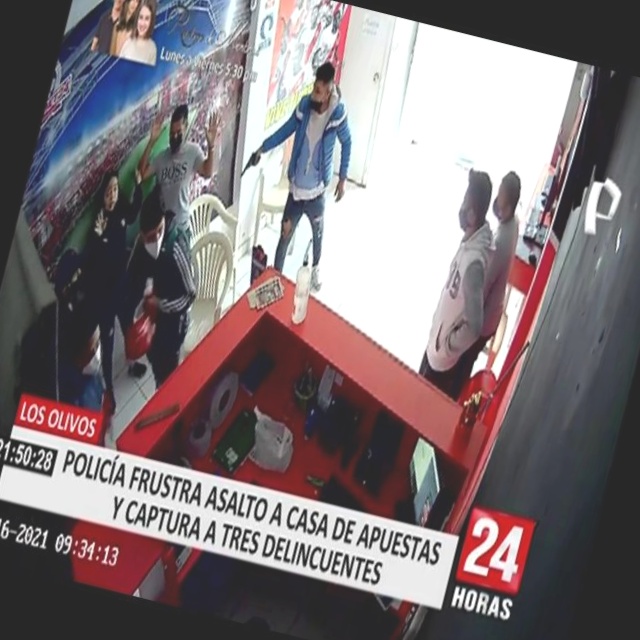 Lunes a Viernes 5:30 pm
BOSS
LOS OLIVOS
21:50:28
POLICÍA FRUSTRA ASALTO A CASA DE APUESTAS
Y CAPTURA A TRES DELINCUENTES
6-2021 09:34:13
24
HORAS